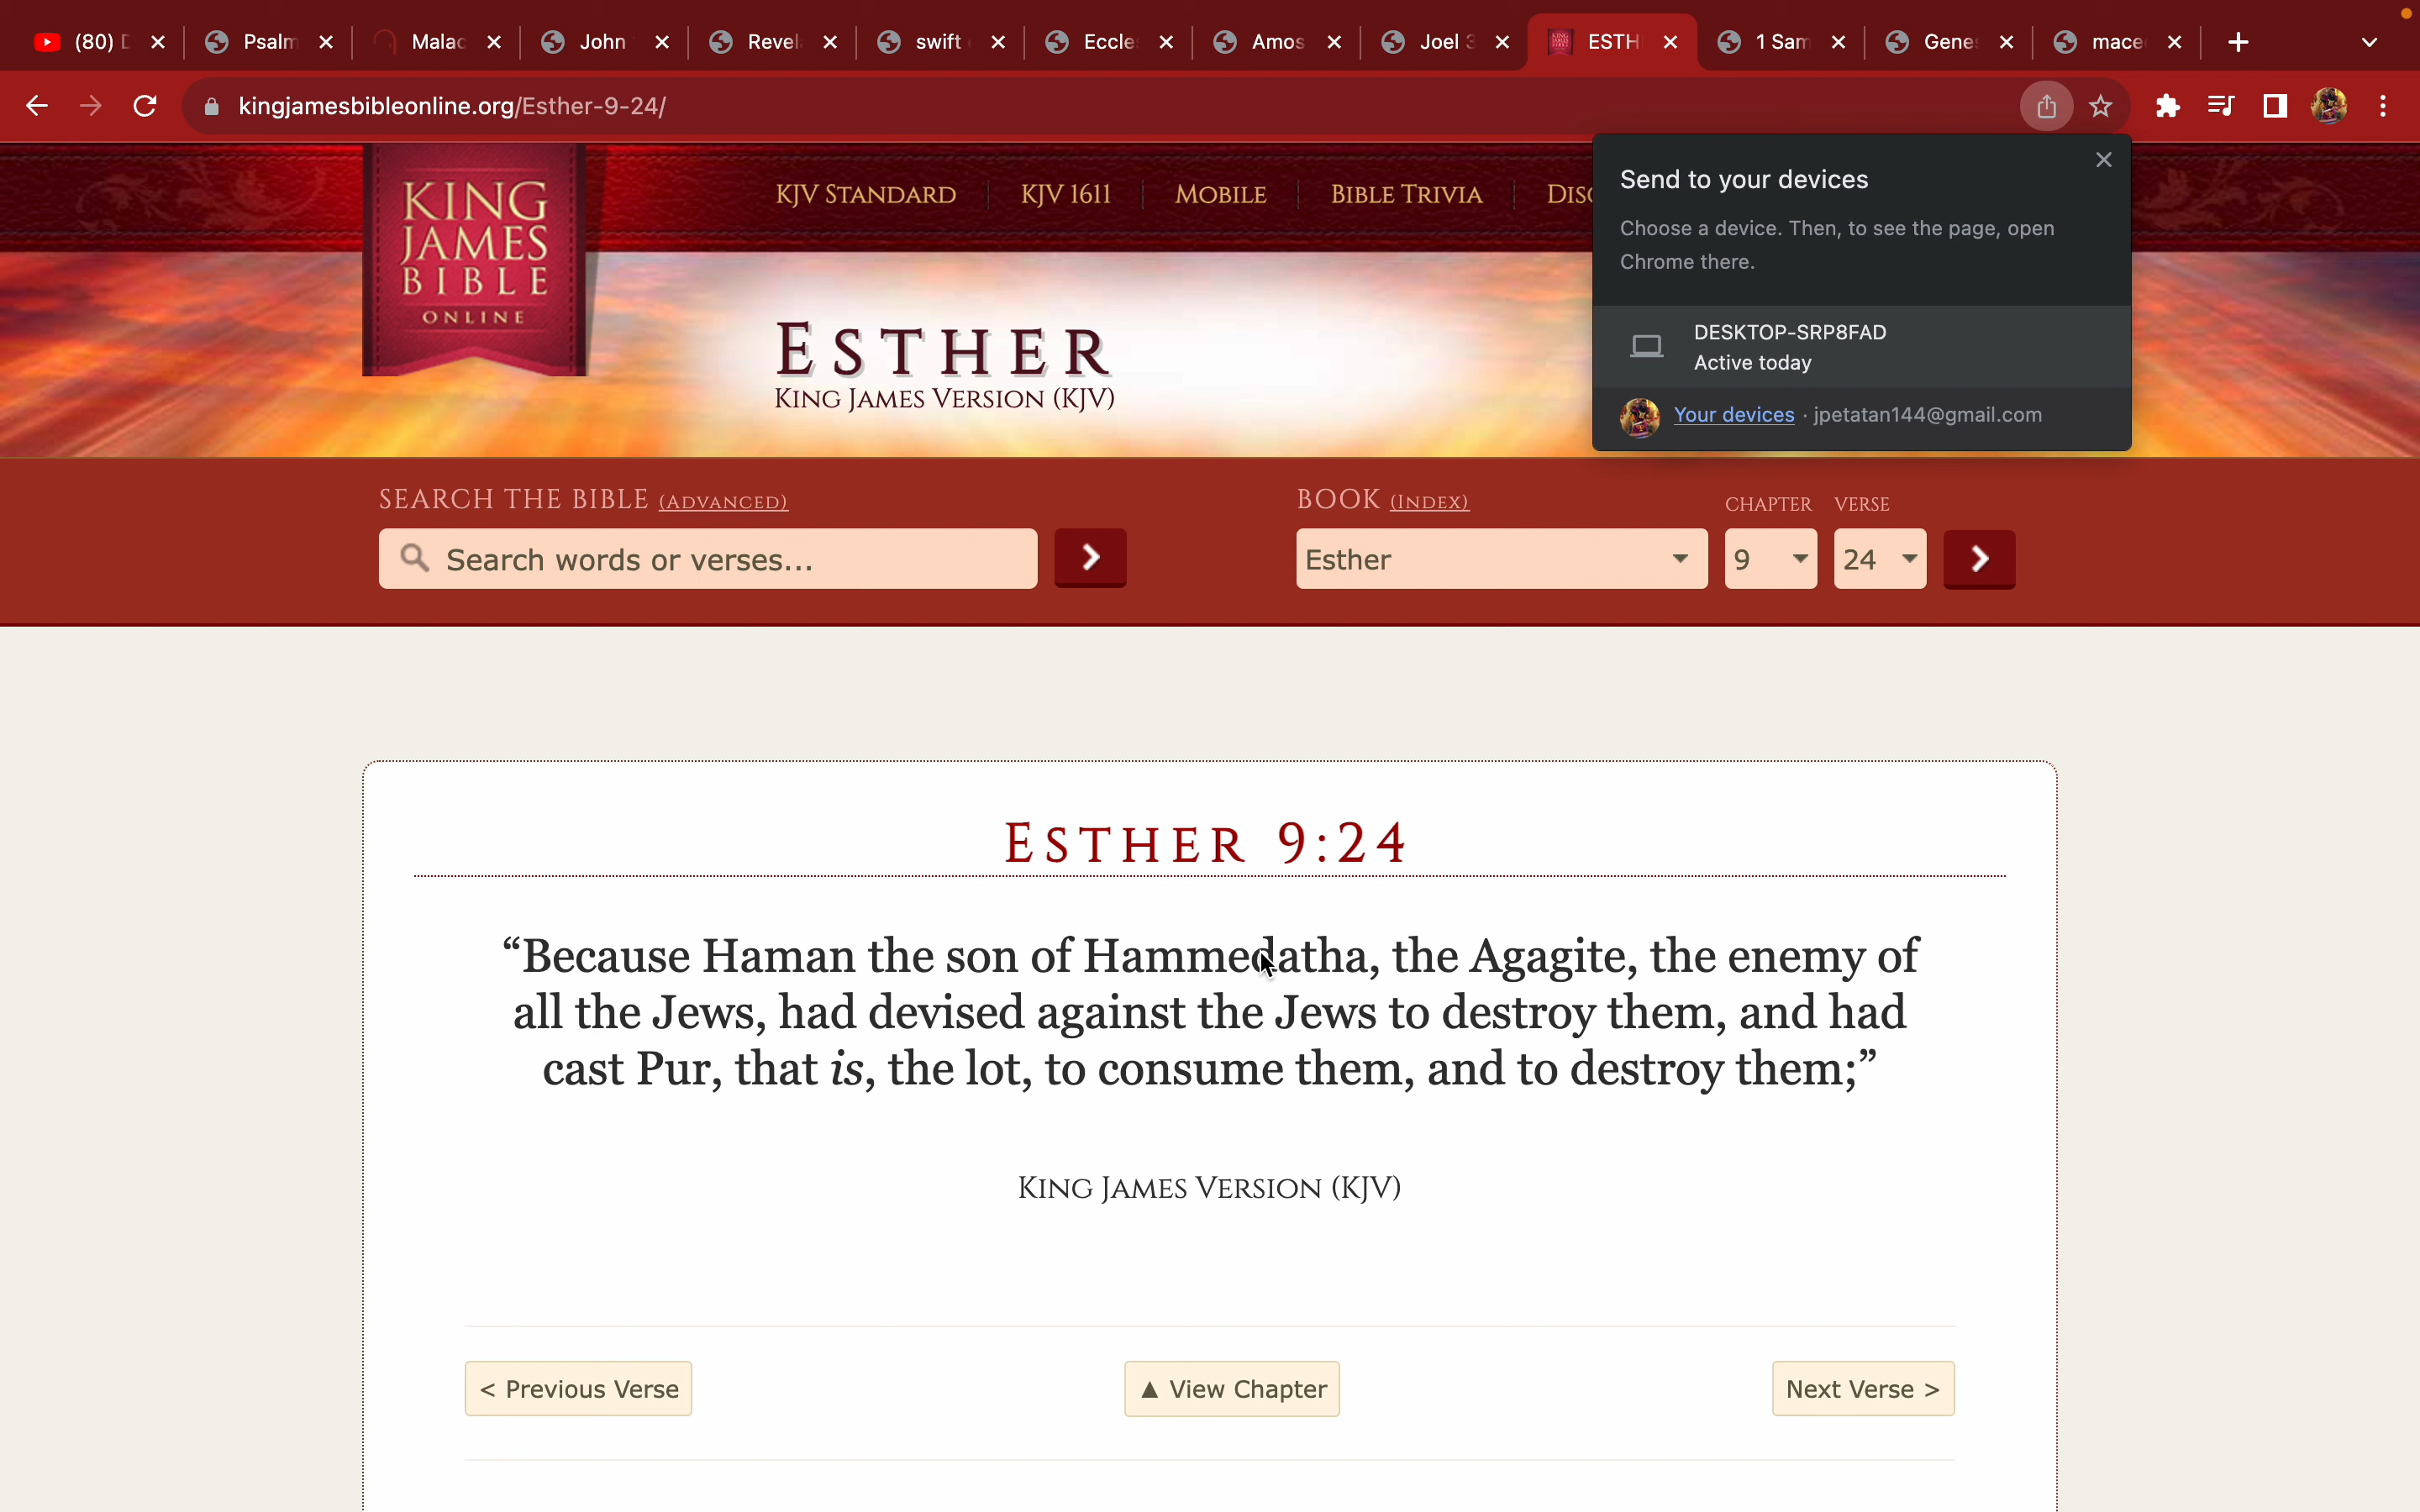 (80) D
Psalm
Malac
John
Revel
swift
Eccle
Amos
Joel 3
ESTH
1 Sam
Genes
mace
kingjamesbibleonline.org/Esther-9-24/
KING
JAMES
BIBLE
ONLINE
KJV STANDARD
KJV 1611
MOBILE
BIBLE TRIVIA
DISC
Send to your devices
Choose a device. Then, to see the page, open
Chrome there.
DESKTOP-SRP8FAD
Active today
Your devices · jpetatan144@gmail.com
ESTHER
KING JAMES VERSION (KJV)
SEARCH THE BIBLE (ADVANCED)
Search words or verses...
BOOK (INDEX)
CHAPTER
VERSE
Esther
9
24
ESTHER 9:24
“Because Haman the son of Hammedatha, the Agagite, the enemy of
all the Jews, had devised against the Jews to destroy them, and had
cast Pur, that is, the lot, to consume them, and to destroy them;”
KING JAMES VERSION (KJV)
< Previous Verse
▲ View Chapter
Next Verse >